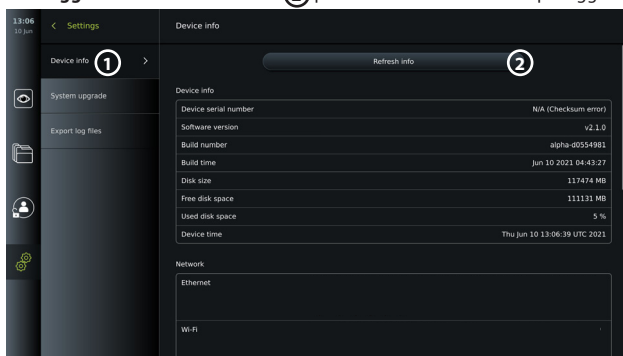 13:06
10 Jun
Settings
Device info
Device info
1
Refresh info
2
System upgrade
Export log files
Device info
Device serial number N/A (Checksum error)
Software version v2.1.0
Build number alpha-d0554981
Build time Jun 10 2021 04:43:27
Disk size 117474 MB
Free disk space 111131 MB
Used disk space 5 %
Device time Thu Jun 10 13:06:39 UTC 2021
Network
Ethernet
Wi-Fi